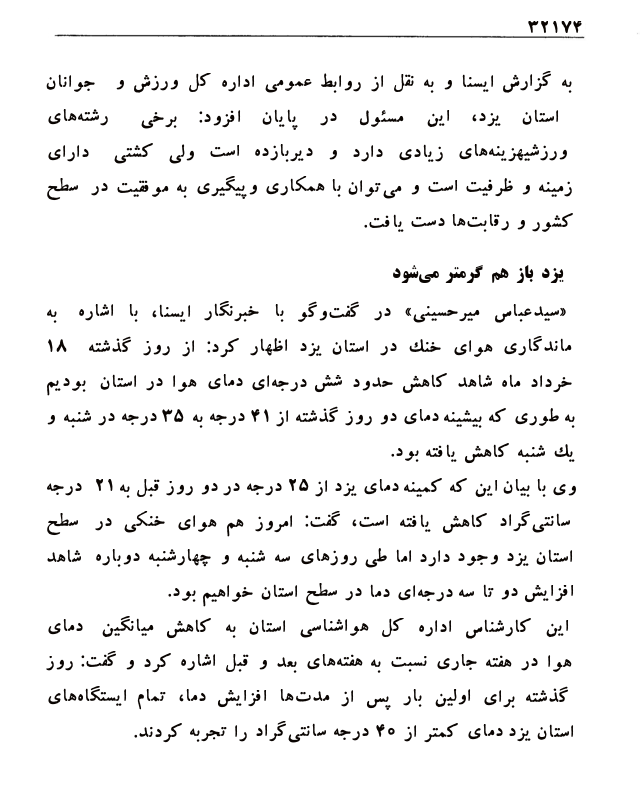 ۳۲۱۷۴
به گزارش ایسنا و به نقل از روابط عمومی اداره کل ورزش و جوانان
استان یزد، این مسئول در پایان افزود: برخی رشته‌های
ورزشیهزینه‌های زیادی دارد و دیربازده است ولی کشتی دارای
زمینه و ظرفیت است و می‌توان با همکاری وپیگیری به موفقیت در سطح
کشور و رقابت‌ها دست یافت.
یزد باز هم گرمتر می‌شود
«سیدعباس میرحسینی» در گفت‌وگو با خبرنگار ایسنا، با اشاره به
ماندگاری هوای خنك در استان یزد اظهار کرد: از روز گذشته ۱۸
خرداد ماه شاهد کاهش حدود شش درجه‌ای دمای هوا در استان بودیم
به طوری که بیشینه دمای دو روز گذشته از ۴۱ درجه به ۳۵ درجه در شنبه و
یك شنبه کاهش یافته بود.
وی با بیان این که کمینه دمای یزد از ۲۵ درجه در دو روز قبل به ۲۱ درجه
سانتی‌گراد کاهش یافته است، گفت: امروز هم هوای خنکی در سطح
استان یزد وجود دارد اما طی روزهای سه شنبه و چهارشنبه دوباره شاهد
افزایش دو تا سه درجه‌ای دما در سطح استان خواهیم بود.
این کارشناس اداره کل هواشناسی استان به کاهش میانگین دمای
هوا در هفته جاری نسبت به هفته‌های بعد و قبل اشاره کرد و گفت: روز
گذشته برای اولین بار پس از مدت‌ها افزایش دما، تمام ایستگاه‌های
استان یزد دمای کمتر از ۴۰ درجه سانتی‌گراد را تجربه کردند.